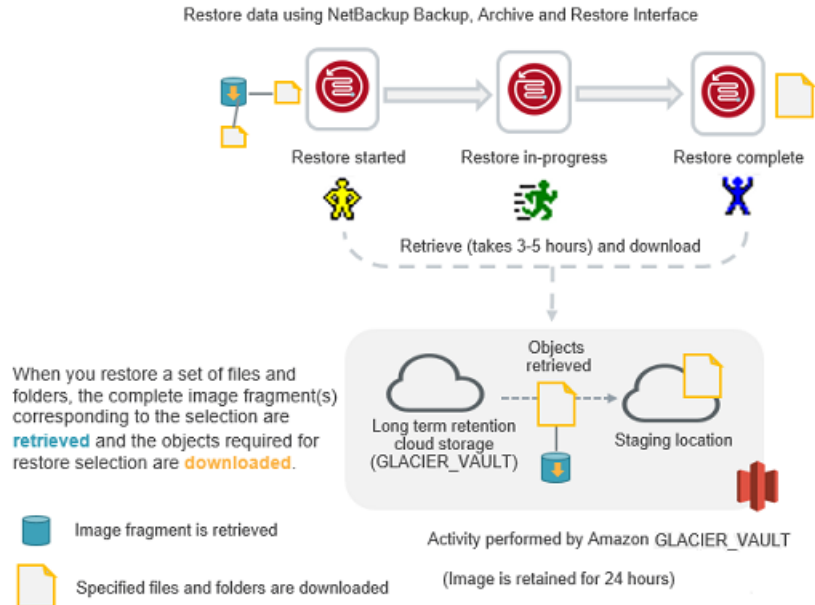 Restore data using NetBackup Backup, Archive and Restore Interface
Restore started
Restore in-progress
Restore complete
Retrieve (takes 3-5 hours) and download
When you restore a set of files and
folders, the complete image fragment(s)
corresponding to the selection are
retrieved and the objects required for
restore selection are downloaded.
Objects
retrieved
Long term retention
cloud storage
(GLACIER_VAULT)
Staging location
Image fragment is retrieved
Specified files and folders are downloaded
Activity performed by Amazon GLACIER_VAULT
(Image is retained for 24 hours)